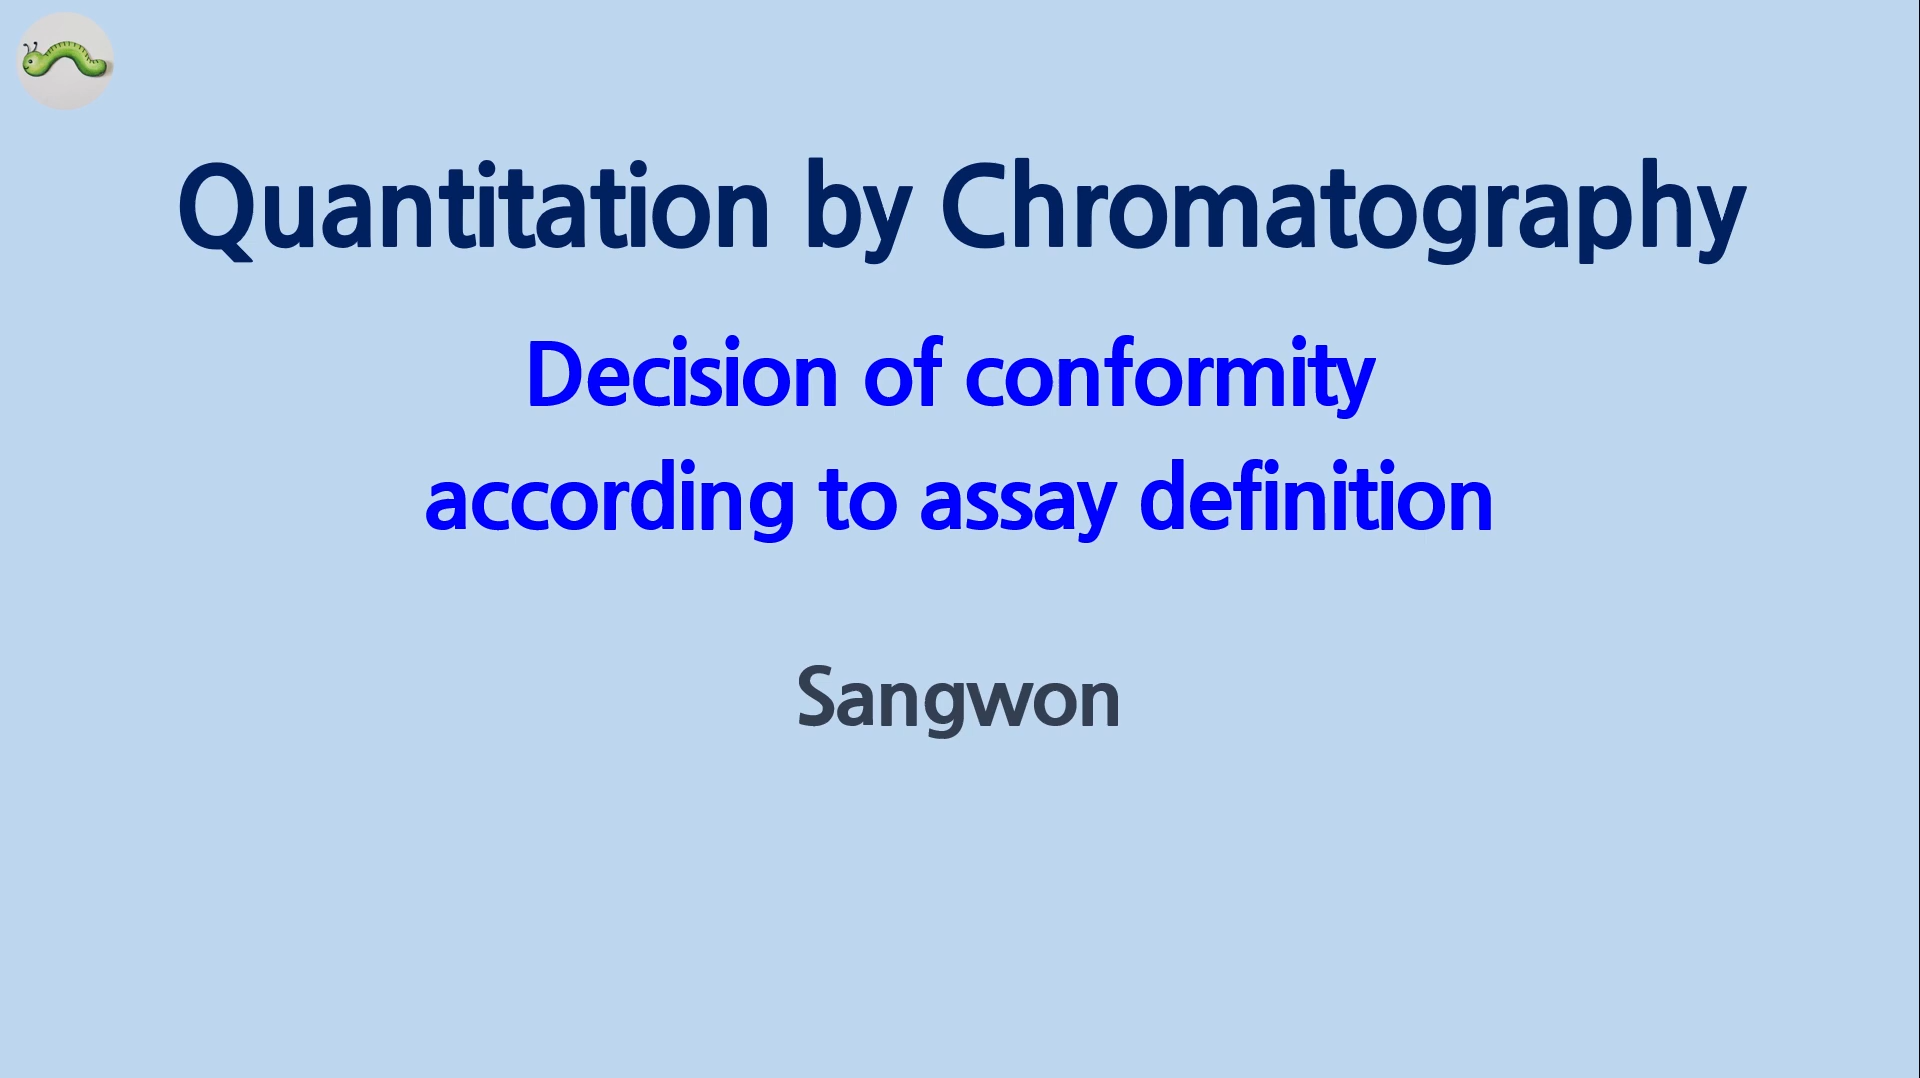 Quantitation by Chromatography
Decision of conformity
according to assay definition
Sangwon